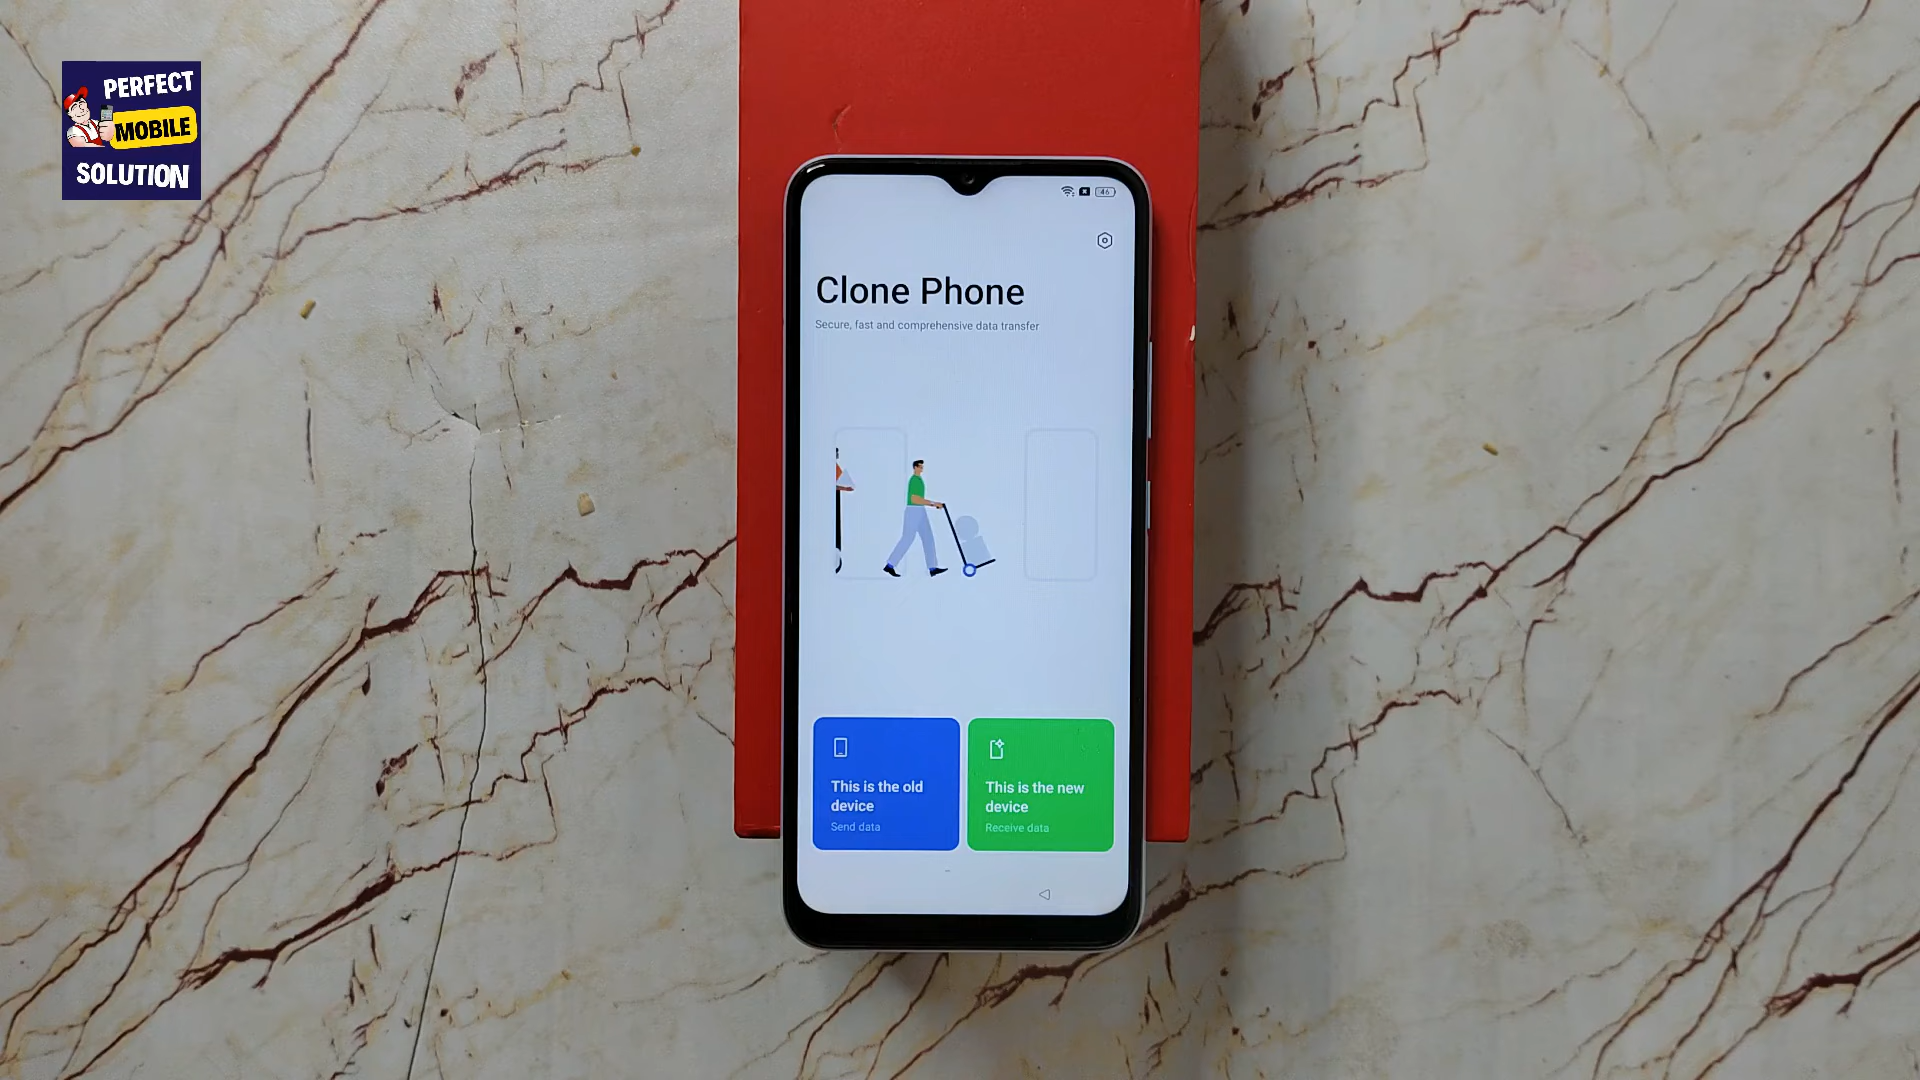 PERFECT
MOBILE
SOLUTION
46
Clone Phone
Secure, fast and comprehensive data transfer
This is the old
device
Send data
This is the new
device
Receive data